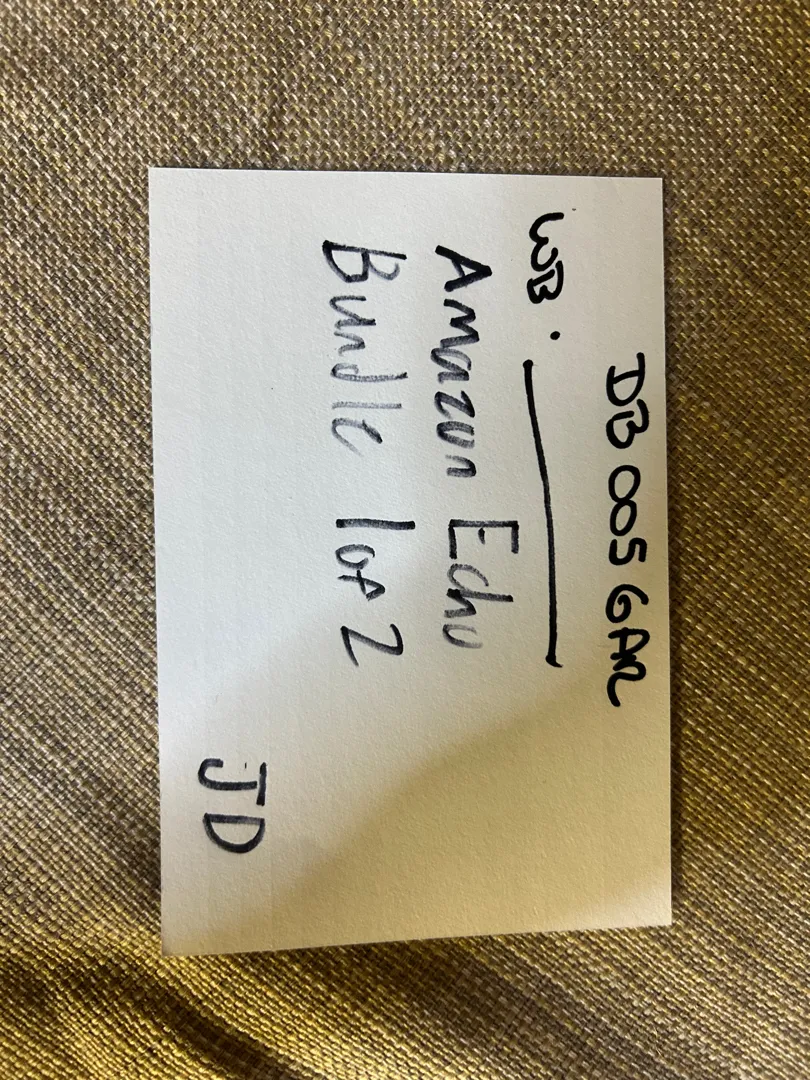 DB005GAR
WB. ______
Amazon Echo
Bundle 1 of 2
JD